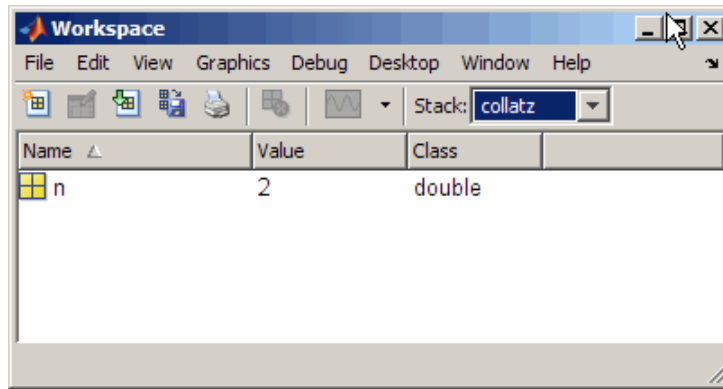 Workspace
File Edit View Graphics Debug Desktop Window Help
Stack: collatz
Name Value Class
n 2 double